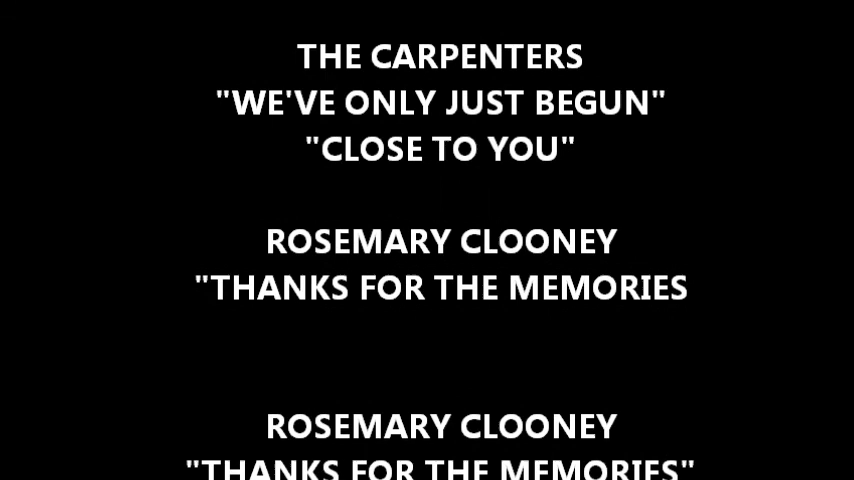 THE CARPENTERS
"WE'VE ONLY JUST BEGUN"
"CLOSE TO YOU"
ROSEMARY CLOONEY
"THANKS FOR THE MEMORIES
ROSEMARY CLOONEY
"THANKS FOR THE MEMORIES"